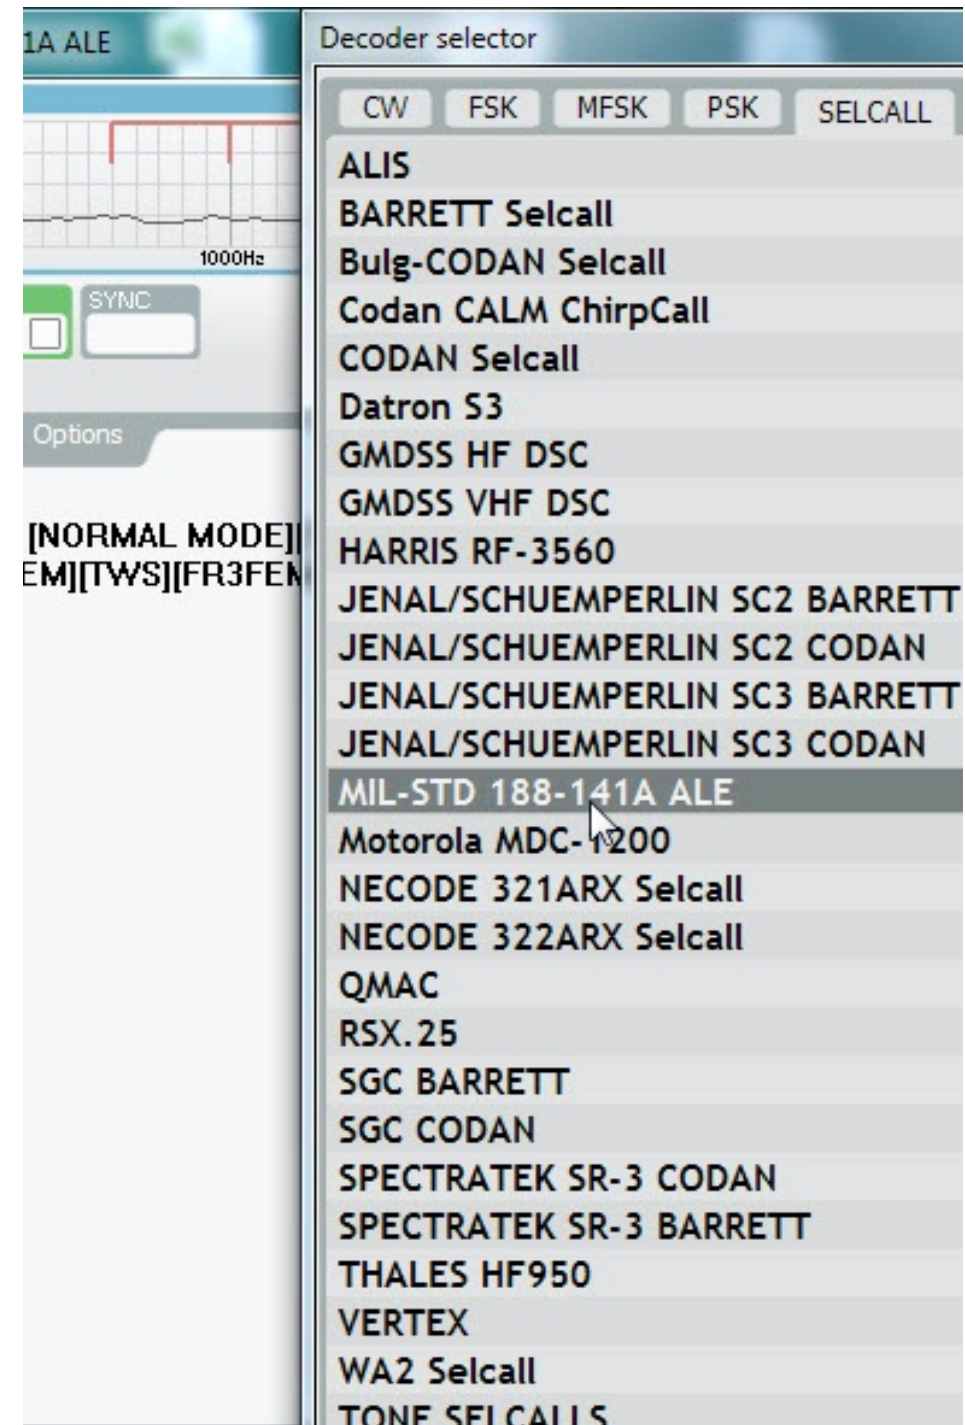 1A ALE
1000Hz
SYNC
Options
[NORMAL MODE]
EM][TWS][FR3FEM
Decoder selector
CW FSK MFSK PSK SELCALL
ALIS
BARRETT Selcall
Bulg-CODAN Selcall
Codan CALM ChirpCall
CODAN Selcall
Datron S3
GMDSS HF DSC
GMDSS VHF DSC
HARRIS RF-3560
JENAL/SCHUEMPERLIN SC2 BARRETT
JENAL/SCHUEMPERLIN SC2 CODAN
JENAL/SCHUEMPERLIN SC3 BARRETT
JENAL/SCHUEMPERLIN SC3 CODAN
MIL-STD 188-141A ALE
Motorola MDC-1200
NECODE 321ARX Selcall
NECODE 322ARX Selcall
QMAC
RSX.25
SGC BARRETT
SGC CODAN
SPECTRATEK SR-3 CODAN
SPECTRATEK SR-3 BARRETT
THALES HF950
VERTEX
WA2 Selcall
TONE SELCALLS